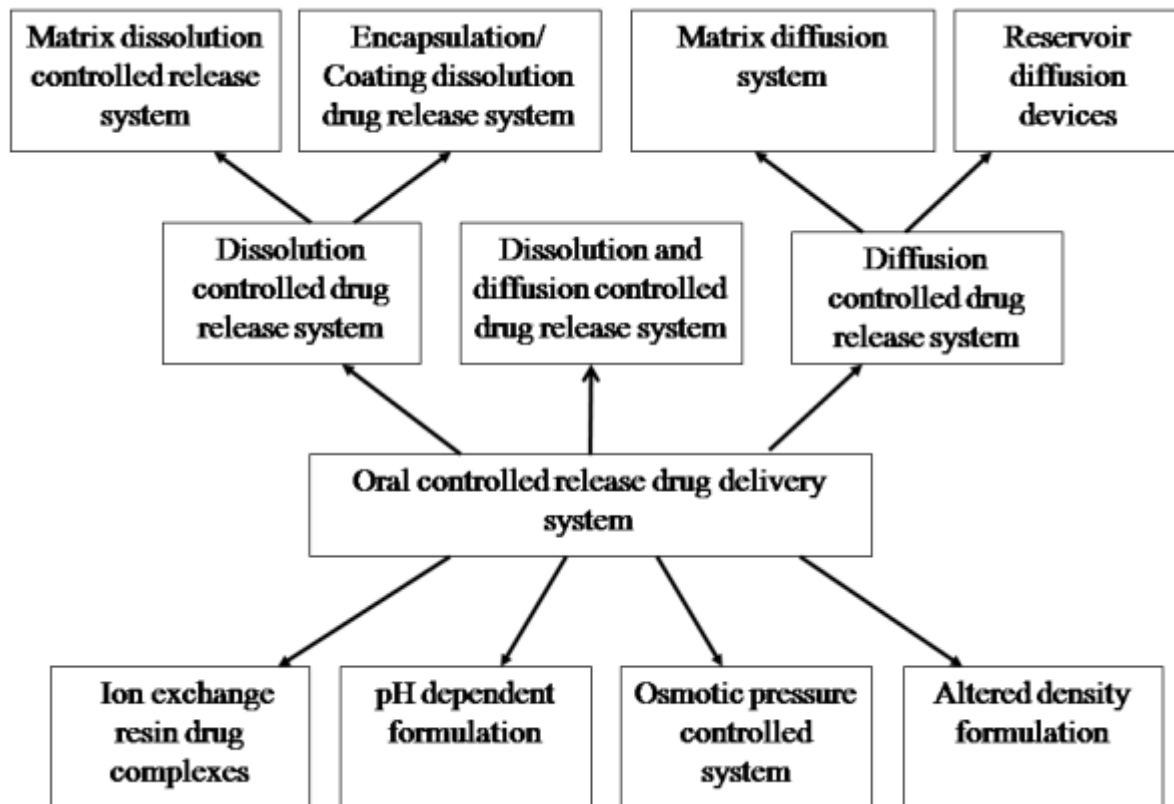 Matrix dissolution
controlled release
system
Encapsulation/
Coating dissolution
drug release system
Matrix diffusion
system
Reservoir
diffusion
devices
Dissolution
controlled drug
release system
Dissolution and
diffusion controlled
drug release system
Diffusion
controlled drug
release system
Oral controlled release drug delivery
system
Ion exchange
resin drug
complexes
pH dependent
formulation
Osmotic pressure
controlled
system
Altered density
formulation